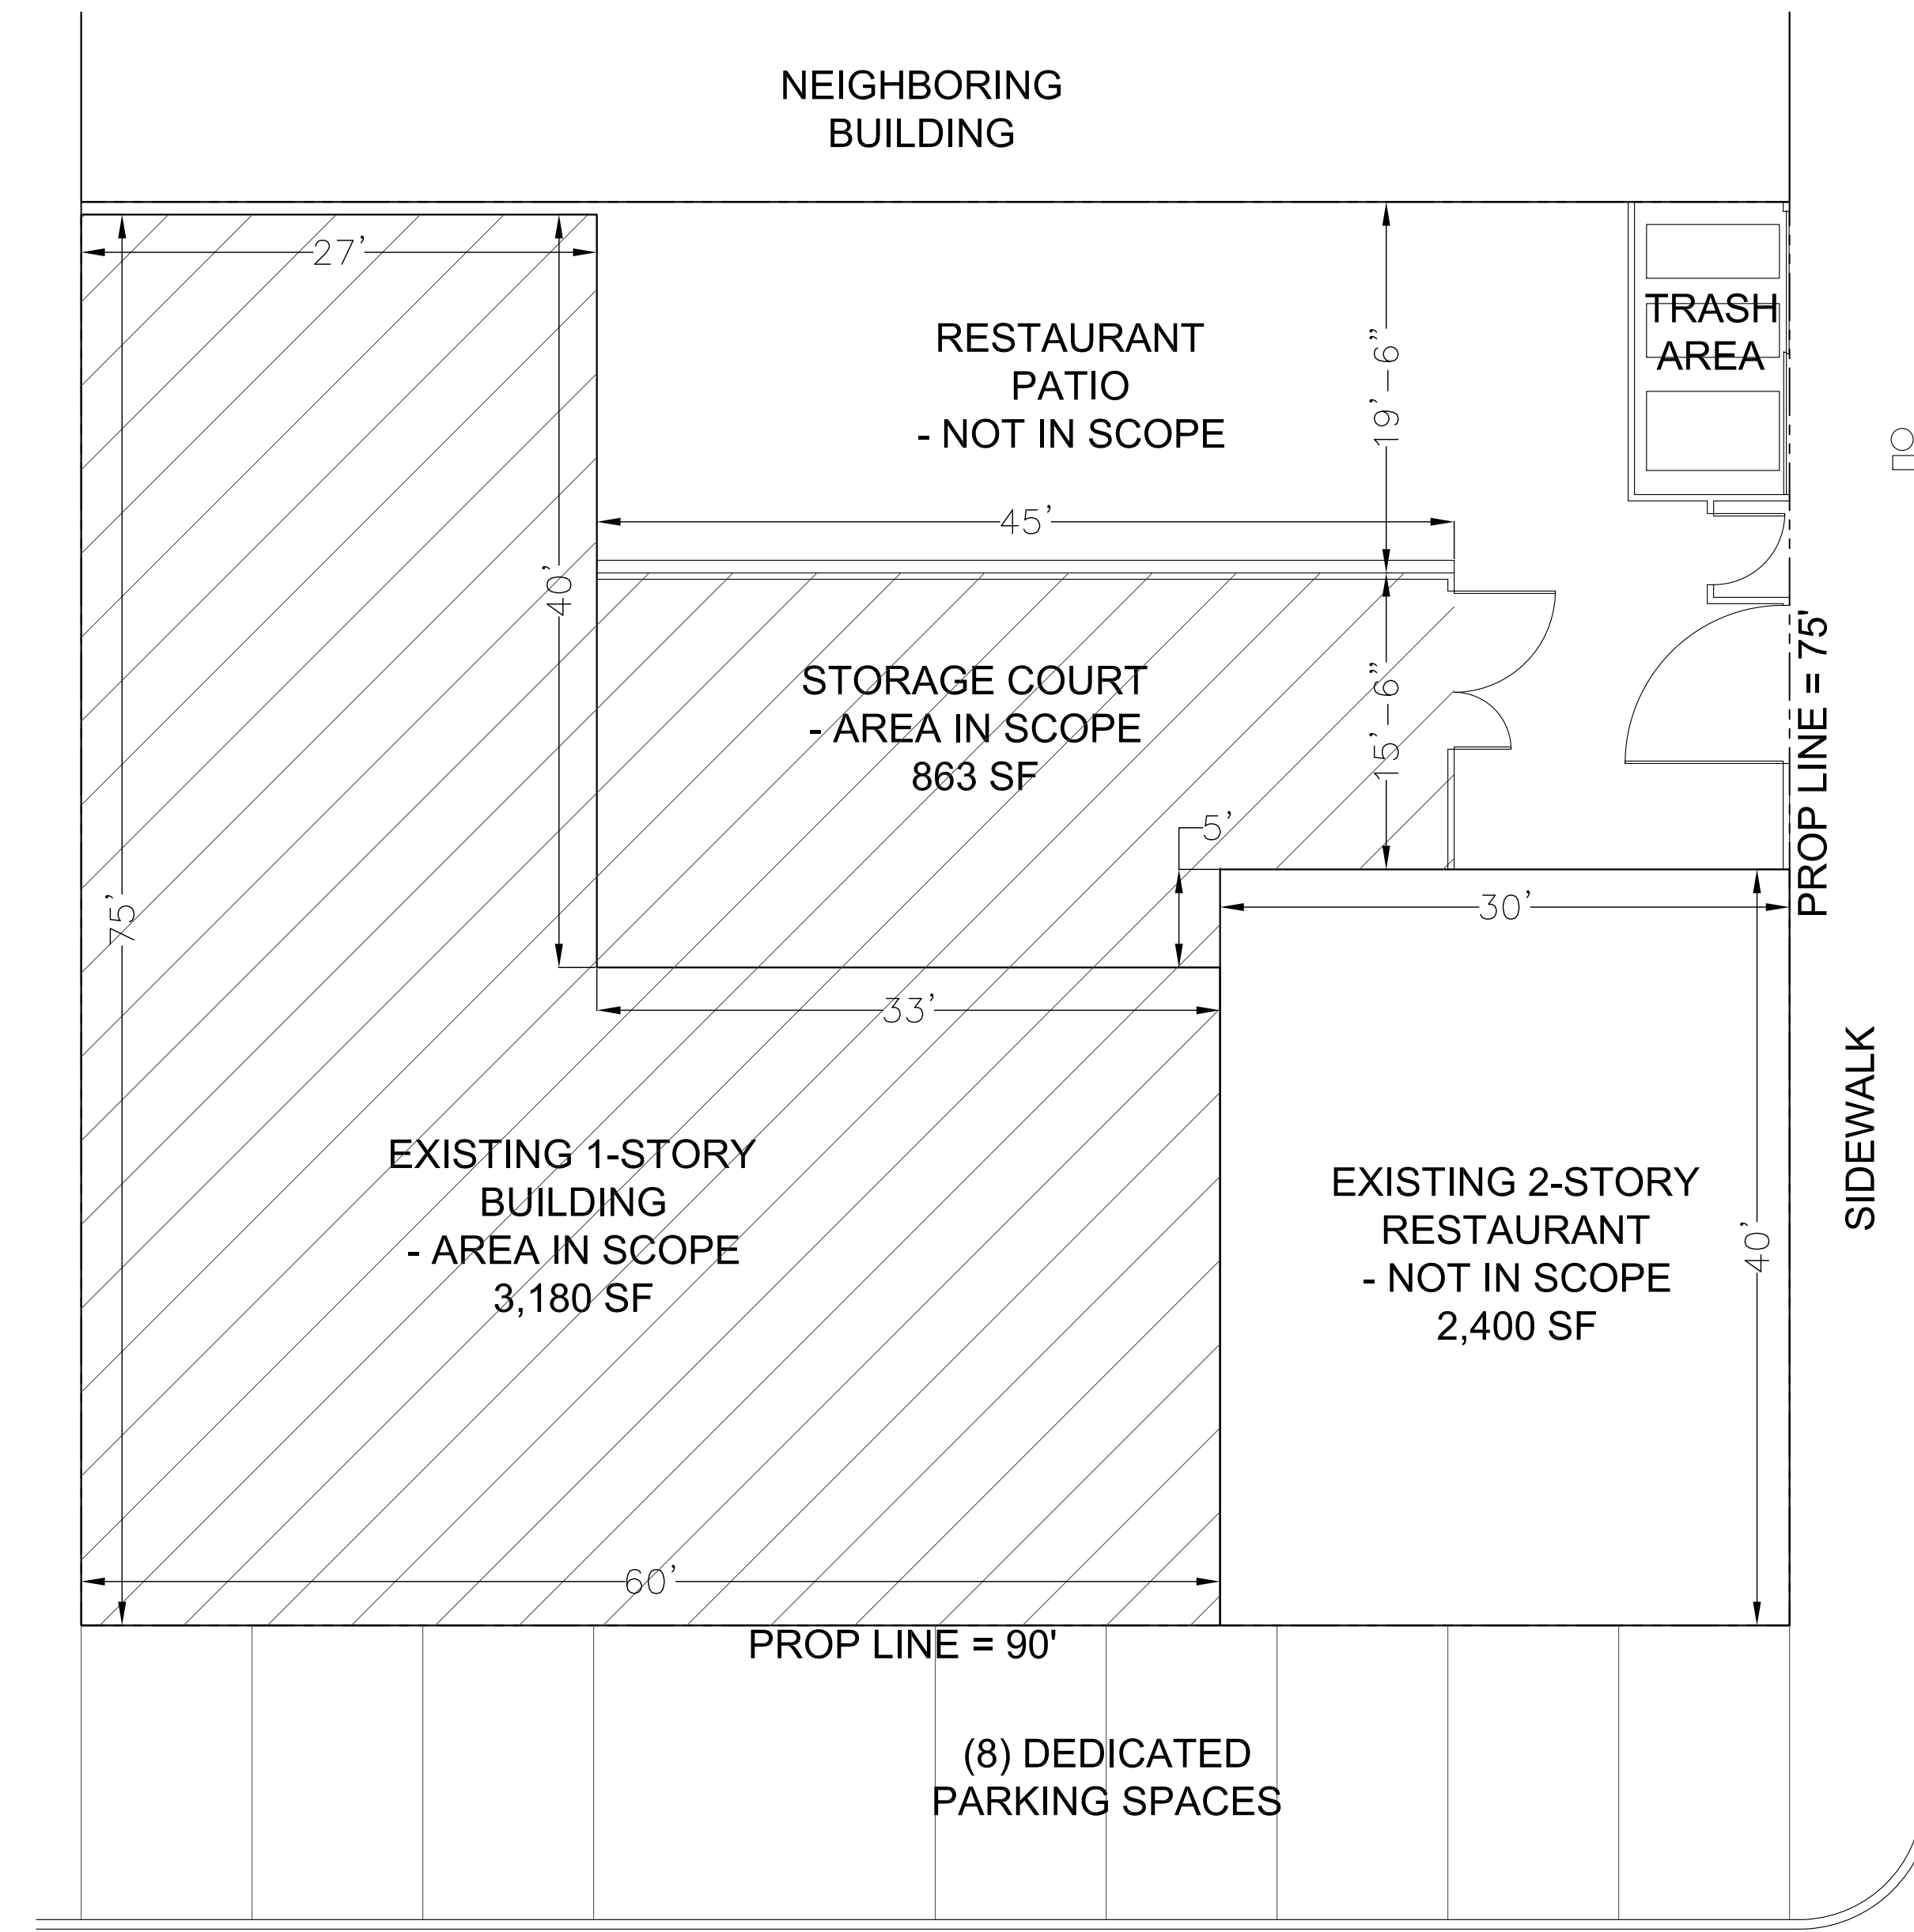 NEIGHBORING
BUILDING
27'
RESTAURANT
PATIO
- NOT IN SCOPE
19'-6"
TRASH
AREA
45'
40'
STORAGE COURT
- AREA IN SCOPE
863 SF
15'-6"
5'
PROP LINE = 75'
75'
30'
33'
SIDEWALK
EXISTING 1-STORY
BUILDING
- AREA IN SCOPE
3,180 SF
EXISTING 2-STORY
RESTAURANT
- NOT IN SCOPE
2,400 SF
40'
60'
PROP LINE = 90'
(8) DEDICATED
PARKING SPACES